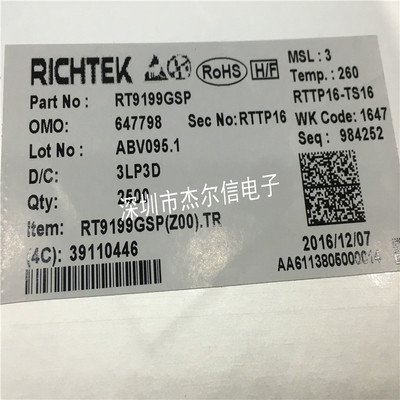 RICHTEK RoHS H/F MSL : 3
Temp. : 260
Part No : RT9199GSP RTTP16-TS16
OMO: 647798 Sec No: RTTP16 WK Code: 1647
Lot No : ABV095.1 Seq : 984252
D/C: 3LP3D
Qty: 2500
深圳市杰尔信电子
Item: RT9199GSP(Z00).TR
(4C): 39110446
2016/12/07
AA6113805000014